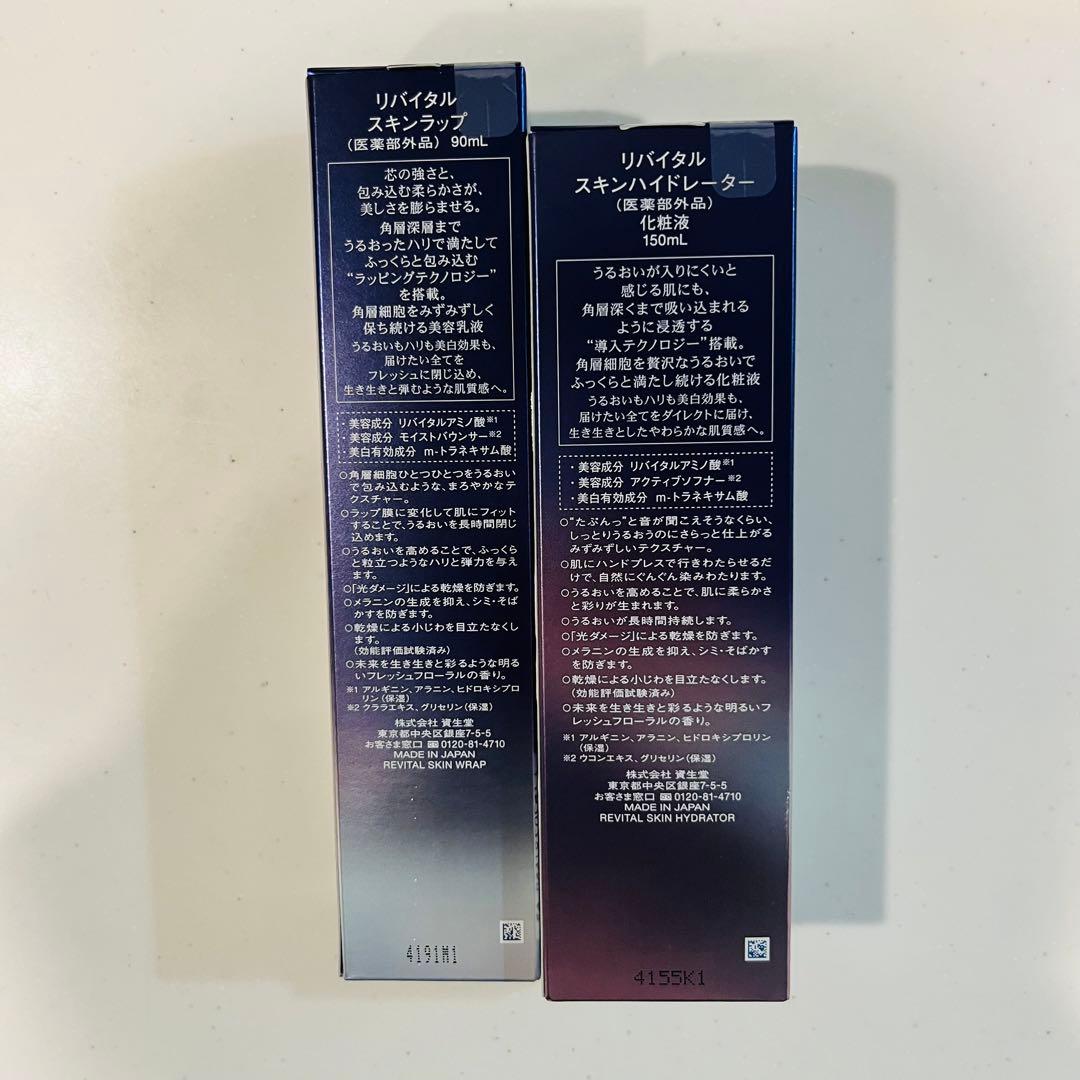 リバイタル
スキンラップ
（医薬部外品） 90mL
芯の強さと、
包み込む柔らかさが、
美しさを膨らませる。
角層深層まで
うるおったハリで満たして
ふっくらと包み込む
“ラッピングテクノロジー”
を搭載。
角層細胞をみずみずしく
保ち続ける美容乳液
うるおいもハリも美白効果も、
届けたい全てを
フレッシュに閉じ込め、
生き生きと弾むような肌質感へ。
・美容成分 リバイタルアミノ酸※1
・美容成分 モイストバウンサー※2
・美白有効成分 m-トラネキサム酸
○角層細胞ひとつひとつをうるおい
で包み込むような、まろやかなテ
クスチャー。
○ラップ膜に変化して肌にフィット
することで、うるおいを長時間閉じ
込めます。
○うるおいを高めることで、ふっくら
と粒立つようなハリと弾力を与え
ます。
○「光ダメージ」による乾燥を防ぎます。
○メラニンの生成を抑え、シミ・そば
かすを防ぎます。
○乾燥による小じわを目立たなくし
ます。
（効能評価試験済み）
○未来を生き生きと彩るような明る
いフレッシュフローラルの香り。
※1 アルギニン、アラニン、ヒドロキシプロ
リン（保湿）
※2 クララエキス、グリセリン（保湿）
株式会社 資生堂
東京都中央区銀座7-5-5
お客さま窓口 0120-81-4710
MADE IN JAPAN
REVITAL SKIN WRAP
4191M1
リバイタル
スキンハイドレーター
（医薬部外品）
化粧液
150mL
うるおいが入りにくいと
感じる肌にも、
角層深くまで吸い込まれる
ように浸透する
“導入テクノロジー”搭載。
角層細胞を贅沢なうるおいで
ふっくらと満たし続ける化粧液
うるおいもハリも美白効果も、
届けたい全てをダイレクトに届け、
生き生きとしたやわらかな肌質感へ。
・美容成分 リバイタルアミノ酸※1
・美容成分 アクティブソフナー※2
・美白有効成分 m-トラネキサム酸
○“たぷんっ”と音が聞こえそうなくらい、
しっとりうるおうのにさらっと仕上がる
みずみずしいテクスチャー。
○肌にハンドプレスで行きわたらせるだ
けで、自然にぐんぐん染みわたります。
○うるおいを高めることで、肌に柔らかさ
と彩りが生まれます。
○うるおいが長時間持続します。
○「光ダメージ」による乾燥を防ぎます。
○メラニンの生成を抑え、シミ・そばかす
を防ぎます。
○乾燥による小じわを目立たなくします。
（効能評価試験済み）
○未来を生き生きと彩るような明るいフ
レッシュフローラルの香り。
※1 アルギニン、アラニン、ヒドロキシプロリン
（保湿）
※2 ウコンエキス、グリセリン（保湿）
株式会社 資生堂
東京都中央区銀座7-5-5
お客さま窓口 0120-81-4710
MADE IN JAPAN
REVITAL SKIN HYDRATOR
4155K1